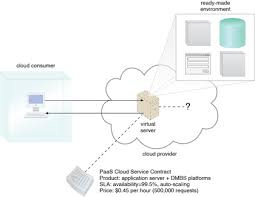 ready-made
environment
cloud consumer
?
virtual
server
cloud provider
PaaS Cloud Service Contract
Product: application server + DMBS platforms
SLA: availability=99.5%, auto-scaling
Price: $0.45 per hour (500,000 requests)